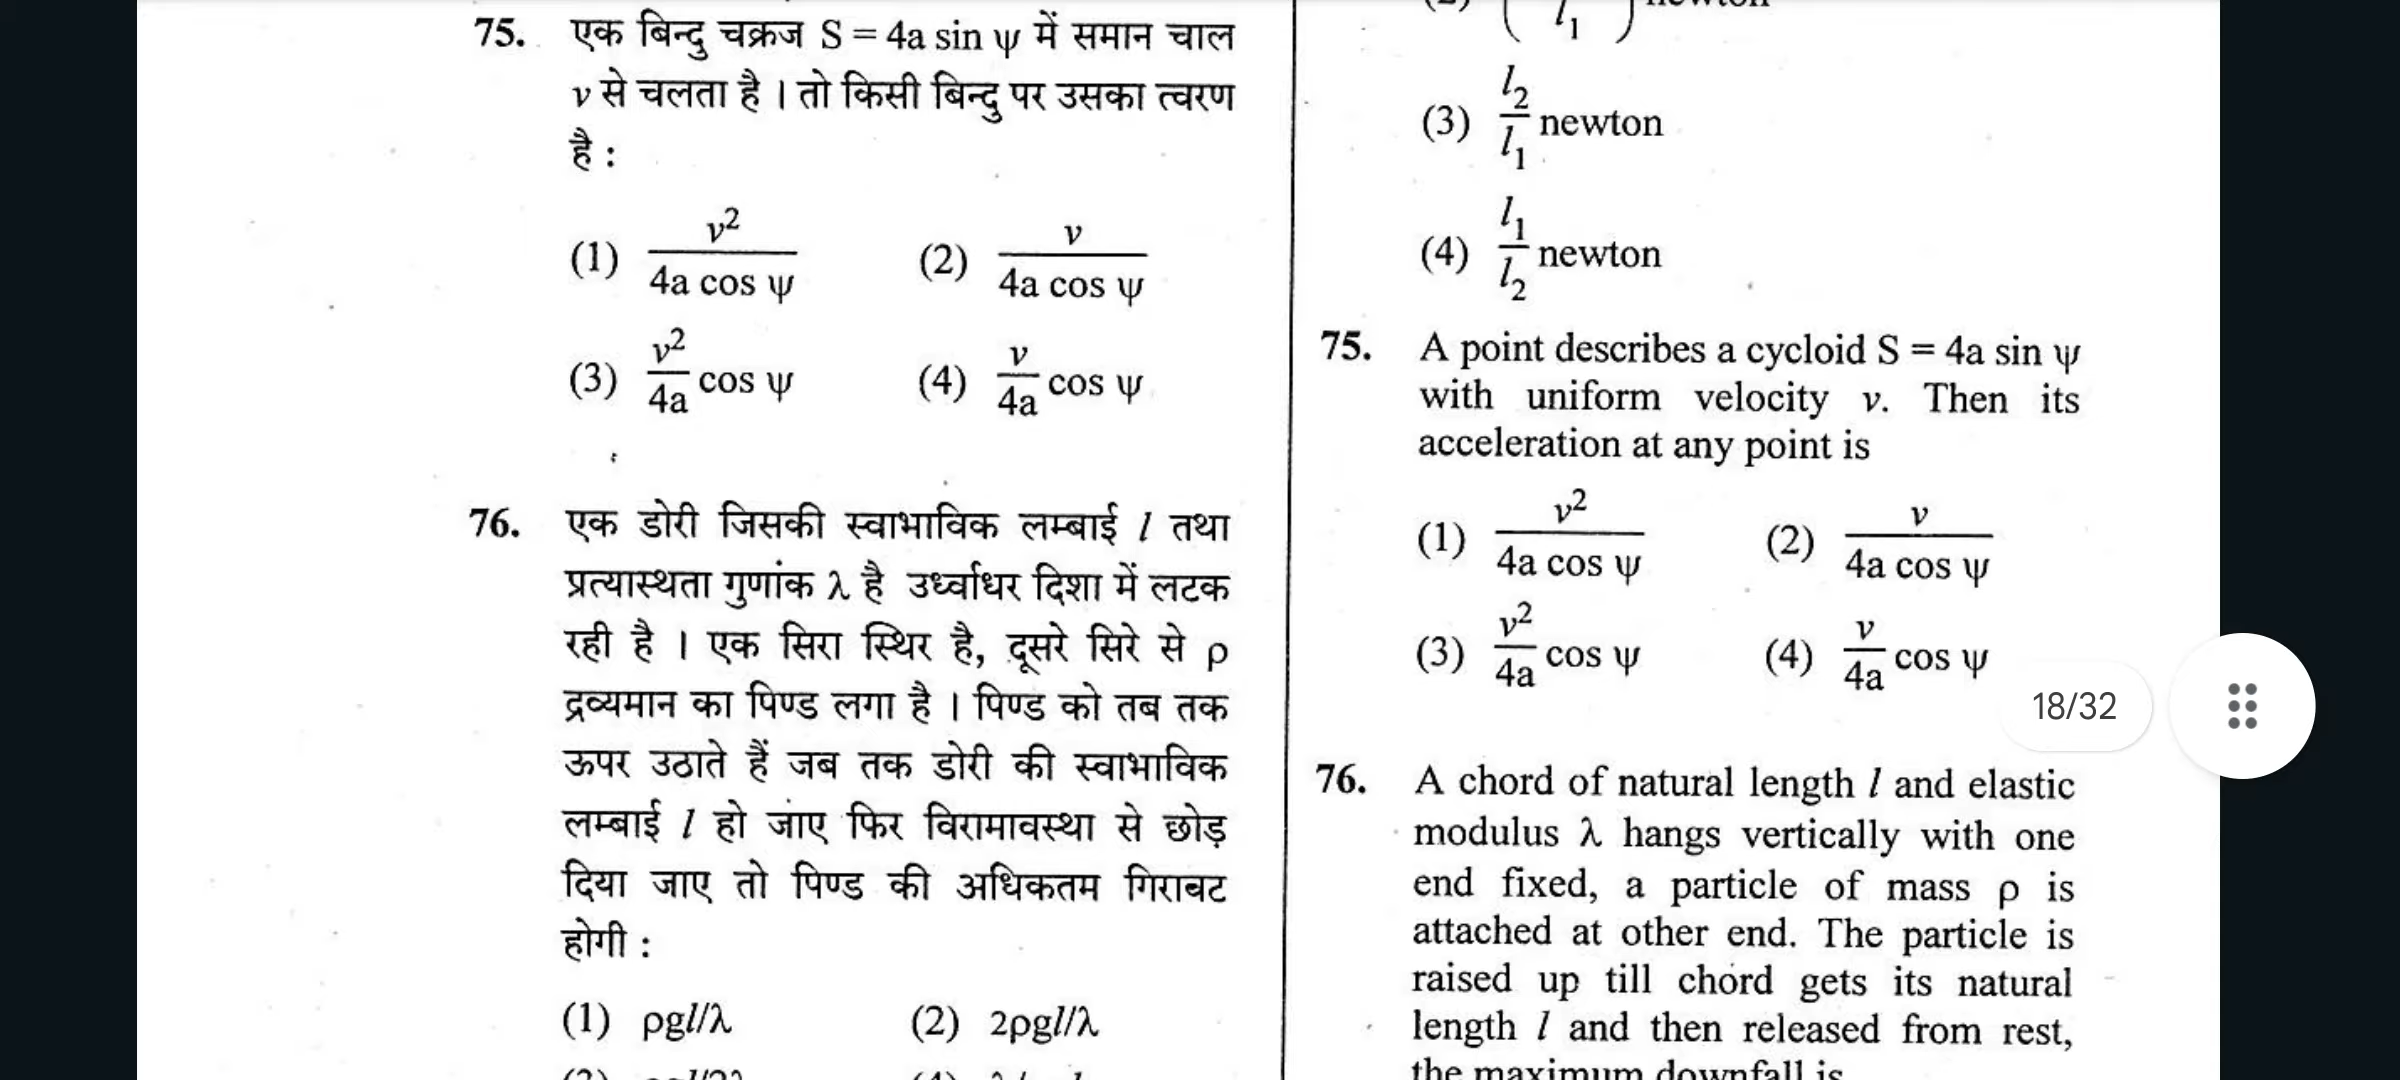 75. एक बिन्दु चक्रज S = 4a sin ψ में समान चाल
v से चलता है । तो किसी बिन्दु पर उसका त्वरण
है :
(1) v²/(4a cos ψ) (2) v/(4a cos ψ)
(3) v²/4a cos ψ (4) v/4a cos ψ
76. एक डोरी जिसकी स्वाभाविक लम्बाई l तथा
प्रत्यास्थता गुणांक λ है उर्ध्वाधर दिशा में लटक
रही है । एक सिरा स्थिर है, दूसरे सिरे से ρ
द्रव्यमान का पिण्ड लगा है । पिण्ड को तब तक
ऊपर उठाते हैं जब तक डोरी की स्वाभाविक
लम्बाई l हो जाए फिर विरामावस्था से छोड़
दिया जाए तो पिण्ड की अधिकतम गिराबट
होगी :
(1) ρgl/λ (2) 2ρgl/λ
l₁ newton
(3) l₂/l₁ newton
(4) l₁/l₂ newton
75. A point describes a cycloid S = 4a sin ψ
with uniform velocity v. Then its
acceleration at any point is
(1) v²/(4a cos ψ) (2) v/(4a cos ψ)
(3) v²/4a cos ψ (4) v/4a cos ψ
18/32
76. A chord of natural length l and elastic
modulus λ hangs vertically with one
end fixed, a particle of mass ρ is
attached at other end. The particle is
raised up till chord gets its natural
length l and then released from rest,
the maximum downfall is